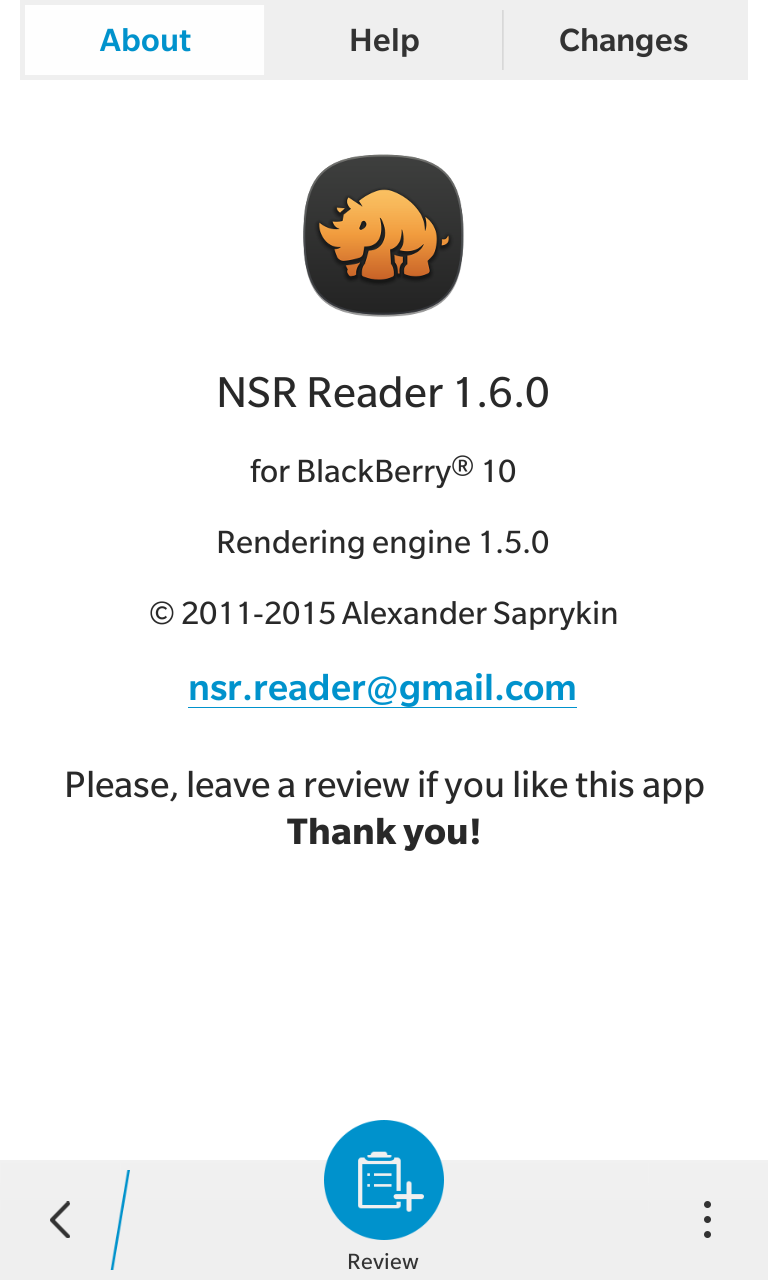 About
Help
Changes
NSR Reader 1.6.0
for BlackBerry® 10
Rendering engine 1.5.0
© 2011-2015 Alexander Saprykin
nsr.reader@gmail.com
Please, leave a review if you like this app
Thank you!
Review